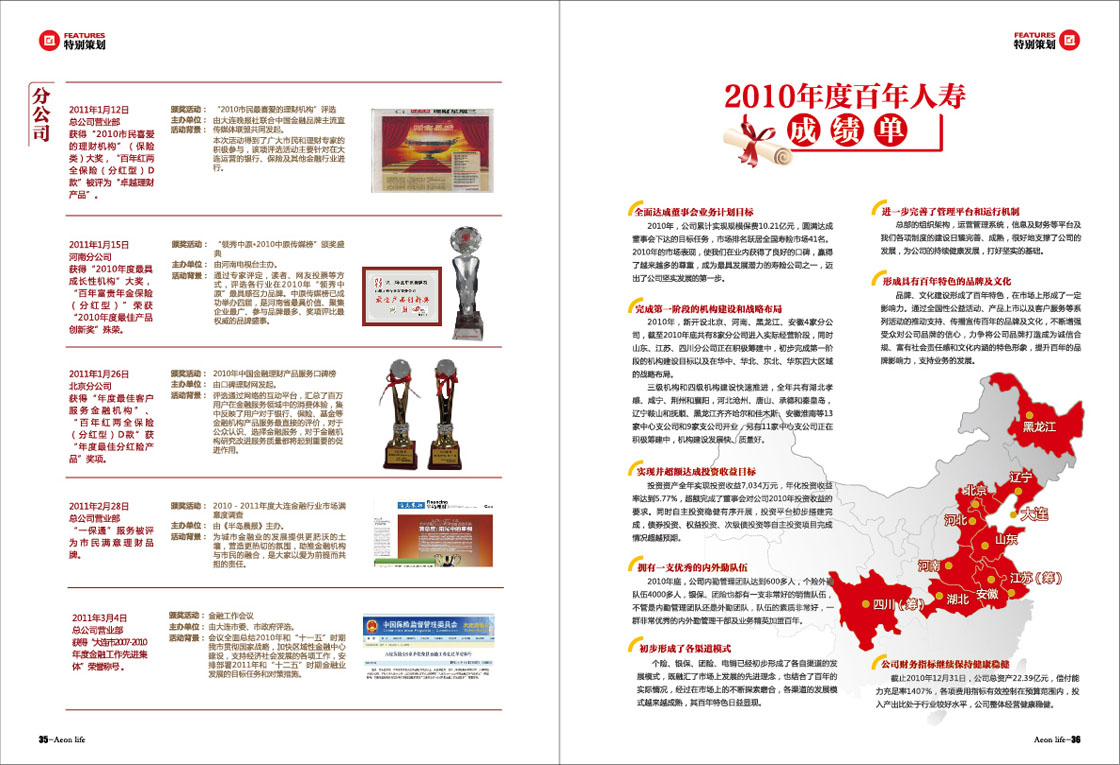 FEATURES
特别策划
分公司
2011年1月12日
总公司营业部
获得“2010市民喜爱
的理财机构”（保险
类）大奖，“百年红两
全保险（分红型）D
款”被评为“卓越理财
产品”。
颁奖活动： “2010市民最喜爱的理财机构”评选
主办单位： 由大连晚报社联合中国金融品牌主流宣
传媒体联盟共同发起。
活动背景：
本次活动得到了广大市民和理财专家的
积极参与，该项评选活动主要针对在大
连运营的银行、保险及其他金融行业进
行。
2011年1月15日
河南分公司
获得“2010年度最具
成长性机构”大奖，
“百年富贵年金保险
（分红型）”荣获
“2010年度最佳产品
创新奖”殊荣。
颁奖活动： “领秀中原•2010中原传媒榜”颁奖盛
典
主办单位： 由河南电视台主办。
活动背景： 通过专家评定，读者、网友投票等方
式，评选各行业在2010年“领秀中
原”最具感召力品牌。中原传媒榜已成
功举办四届，是河南省最具价值、聚集
企业最广、参与品牌最多、奖项评比最
权威的品牌盛事。
2011年1月26日
北京分公司
获得“年度最佳客户
服务金融机构”、
“百年红两全保险
（分红型）D款”获
“年度最佳分红险产
品”奖项。
颁奖活动： 2010年中国金融理财产品服务口碑榜
主办单位： 由口碑理财网发起。
活动背景： 评选通过网络的互动平台，汇总了百万
用户在金融服务领域中的消费体验，集
中反映了用户对于银行、保险、基金等
金融机构产品服务最直接的评价，对于
公众认识、选择金融服务，对于金融机
构研究改进服务质量都将起到重要的促
进作用。
2011年2月28日
总公司营业部
“一保通”服务被评
为市民满意理财品
牌。
颁奖活动： 2010－2011年度大连金融行业市场满
意度调查
主办单位： 由《半岛晨报》主办。
活动背景： 为城市金融业的发展提供更肥沃的土
壤，营造更热切的氛围，助推金融机构
与市民的融合，是大家以爱为前提而共
担的责任。
Financing
2011年3月4日
总公司营业部
获得“大连市2007-2010
年度金融工作先进集
体”荣誉称号。
颁奖活动： 金融工作会议
主办单位： 由大连市委、市政府评选。
活动背景： 会议全面总结2010年和“十一五”时期
我市贯彻国家战略，加快区域性金融中心
建设，支持经济社会发展的各项工作，安
排部署2011年和“十二五”时期金融业
发展的目标任务和对策措施。
中国保险监督管理委员会
35-Aeon life
FEATURES
特别策划
2010年度百年人寿
成绩单
全面达成董事会业务计划目标
2010年，公司累计实现规模保费10.21亿元，圆满达成
董事会下达的目标任务，市场排名跃居全国寿险市场41名。
2010年的市场表现，使我们在业内获得了良好的口碑，赢得
了越来越多的尊重，成为最具发展潜力的寿险公司之一，迈
出了公司坚实发展的第一步。
完成第一阶段的机构建设和战略布局
2010年，新开设北京、河南、黑龙江、安徽4家分公
司，截至2010年底共有8家分公司进入实际经营阶段，同时
山东、江苏、四川分公司正在积极筹建中，初步完成第一阶
段的机构建设目标以及在华中、华北、东北、华东四大区域
的战略布局。
三级机构和四级机构建设快速推进，全年共有湖北孝
感、咸宁、荆州和襄阳，河北沧州、唐山、承德和秦皇岛，
辽宁鞍山和抚顺、黑龙江齐齐哈尔和佳木斯、安徽淮南等13
家中心支公司和9家支公司开业，另有11家中心支公司正在
积极筹建中，机构建设发展快、质量好。
实现并超额达成投资收益目标
投资资产全年实现投资收益7,034万元，年化投资收益
率达到5.77%，超额完成了董事会对公司2010年投资收益的
要求。同时自主投资稳健有序开展，投资平台初步搭建完
成，债券投资、权益投资、次级债投资等自主投资项目完成
情况超越预期。
拥有一支优秀的内外勤队伍
2010年底，公司内勤管理团队达到600多人，个险外勤
队伍4000多人，银保、团险也都有一支非常好的销售队伍，
不管是内勤管理团队还是外勤团队，队伍的素质非常好，一
群非常优秀的内外勤管理干部及业务精英加盟百年。
初步形成了各渠道模式
个险、银保、团险、电销已经初步形成了各自渠道的发
展模式，既融汇了市场上发展的先进理念，也结合了百年的
实际情况，经过在市场上的不断探索磨合，各渠道的发展模
式越来越成熟，其百年特色日益显现。
进一步完善了管理平台和运行机制
总部的组织架构，运营管理系统，信息及财务等平台及
我们各项制度的建设日臻完善、成熟，很好地支撑了公司的
发展，为公司的持续健康发展，打好坚实的基础。
形成具有百年特色的品牌及文化
品牌、文化建设形成了百年特色，在市场上形成了一定
影响力。通过全国性公益活动、产品上市以及客户服务等系
列活动的推动支持、传播宣传百年的品牌及文化，不断增强
受众对公司品牌的信心，力争将公司品牌打造成为诚信合
规、富有社会责任感和文化内涵的特色形象，提升百年的品
牌影响力，支持业务的发展。
黑龙江
辽宁
北京
大连
河北
山东
河南
江苏（筹）
安徽
湖北
四川（筹）
公司财务指标继续保持健康稳健
截止2010年12月31日，公司总资产22.39亿元，偿付能
力充足率1407%，各项费用指标有效控制在预算范围内，投
入产出比处于行业较好水平，公司整体经营健康稳健。
Aeon life-36